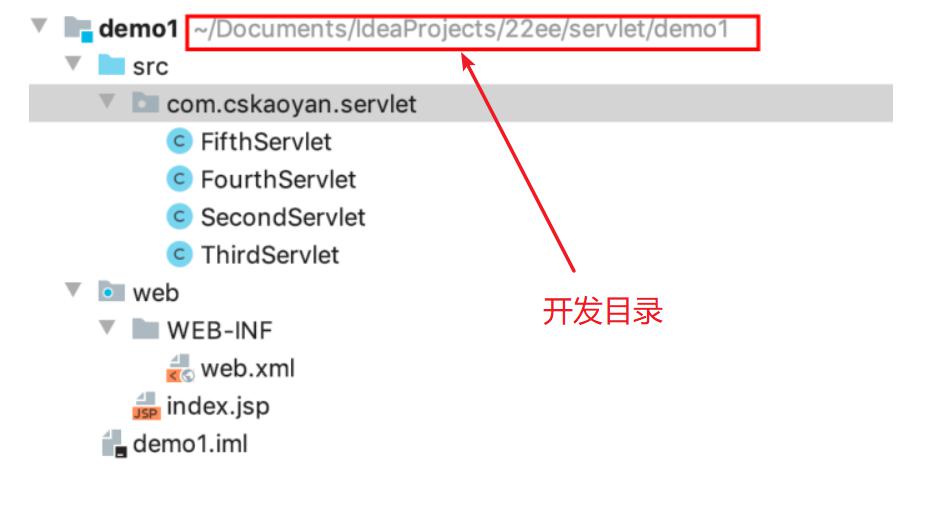 demo1 ~/Documents/IdeaProjects/22ee/servlet/demo1
src
com.cskaoyan.servlet
C FifthServlet
C FourthServlet
C SecondServlet
C ThirdServlet
web
WEB-INF
web.xml
JSP index.jsp
demo1.iml
开发目录